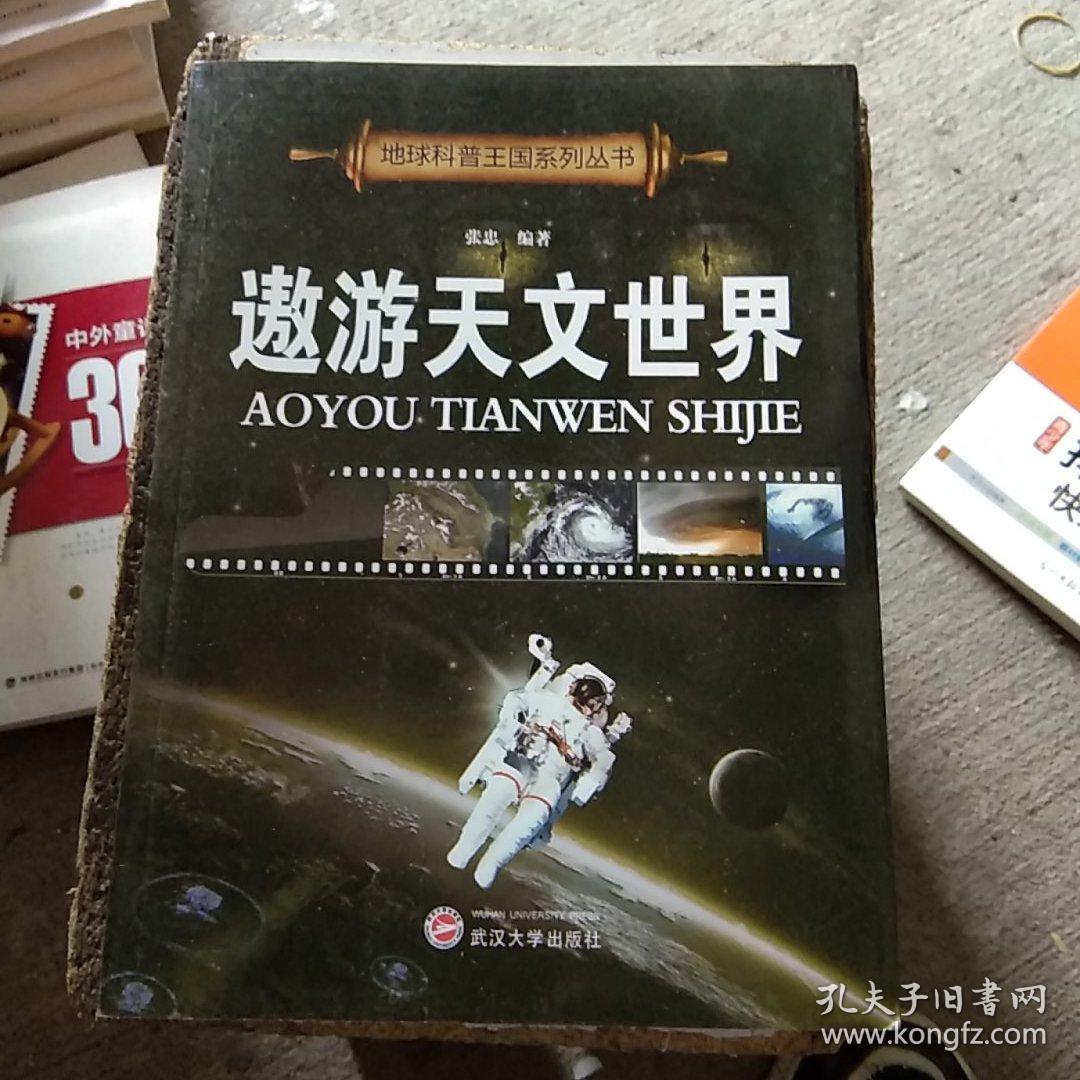 地球科普王国系列丛书
张忠 编著
遨游天文世界
AOYOU TIANWEN SHIJIE
WUHAN UNIVERSITY PRESS
武汉大学出版社
中外童
36
快
孔夫子旧書网
www.kongfz.com